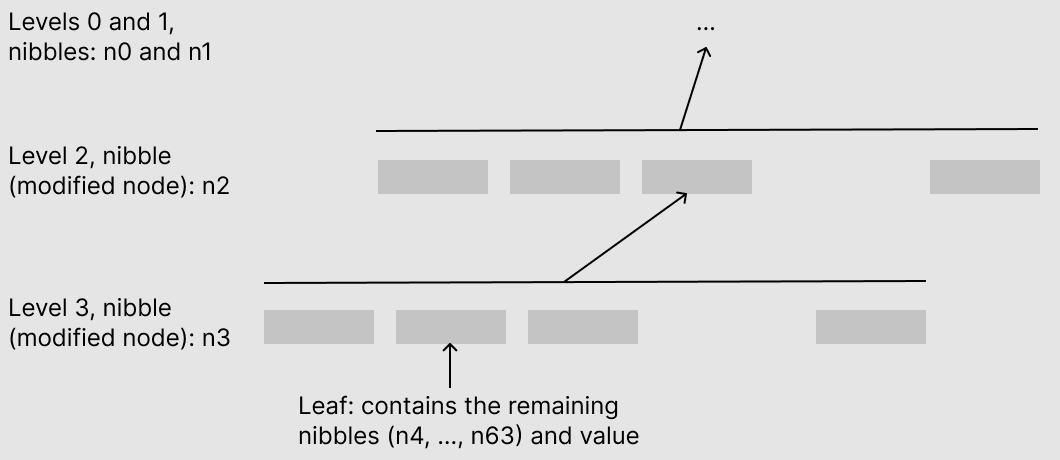 Levels 0 and 1,
nibbles: n0 and n1
...
Level 2, nibble
(modified node): n2
Level 3, nibble
(modified node): n3
Leaf: contains the remaining
nibbles (n4, ..., n63) and value